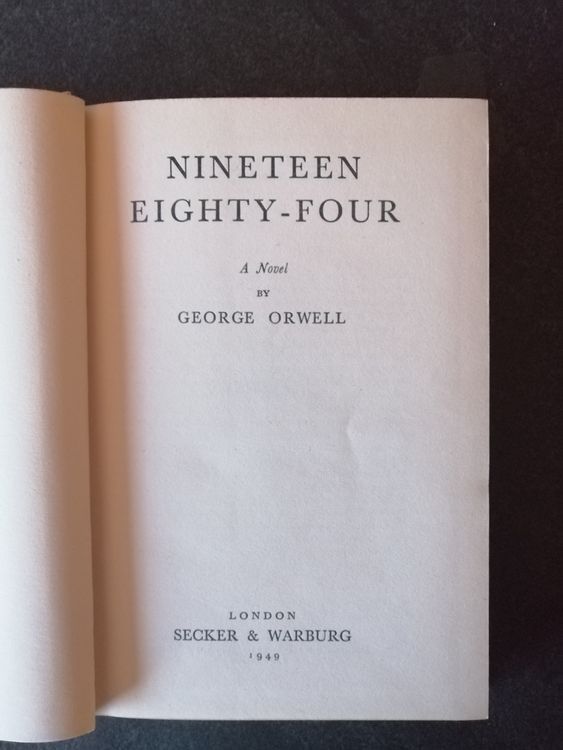 NINETEEN
EIGHTY-FOUR
A Novel
BY
GEORGE ORWELL
LONDON
SECKER & WARBURG
1949